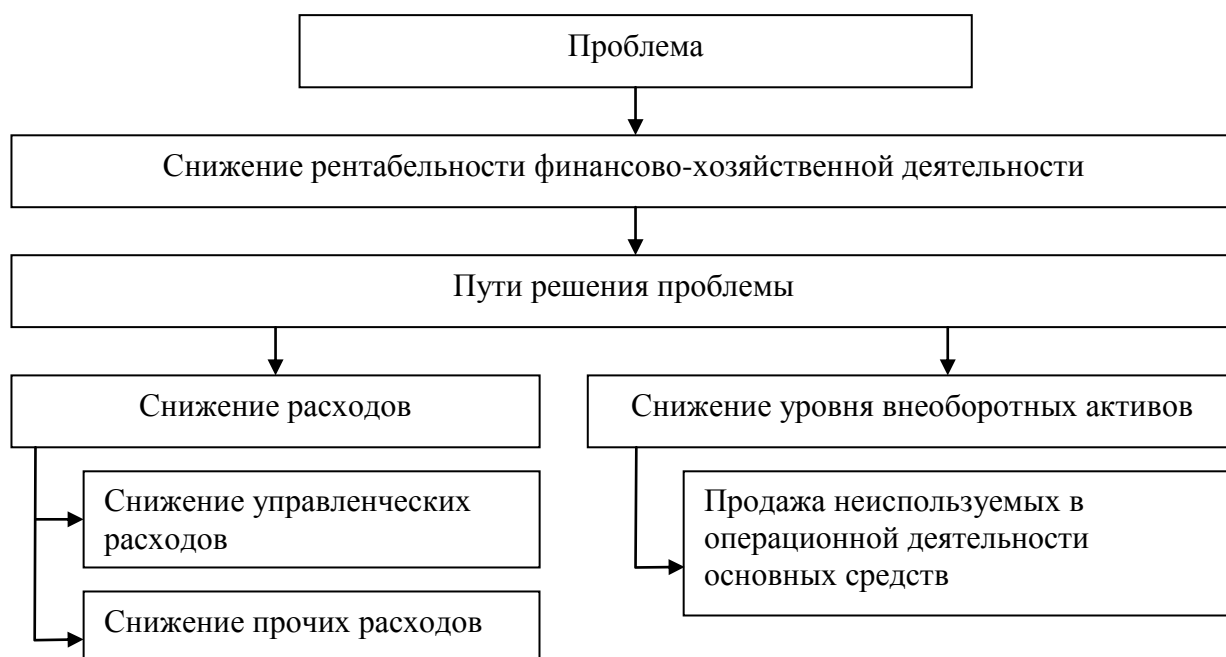 Проблема
Снижение рентабельности финансово-хозяйственной деятельности
Пути решения проблемы
Снижение расходов
Снижение управленческих
расходов
Снижение прочих расходов
Снижение уровня внеоборотных активов
Продажа неиспользуемых в
операционной деятельности
основных средств